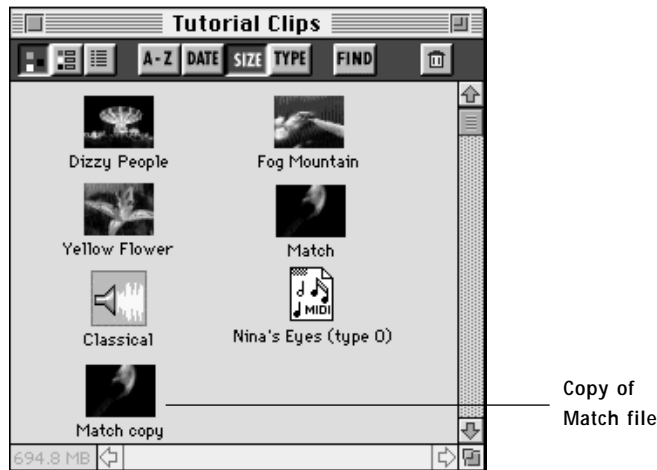 Tutorial Clips
A-Z DATE SIZE TYPE FIND
Dizzy People
Fog Mountain
Yellow Flower
Match
Classical
MIDI
Nina's Eyes (type 0)
Match copy
694.8 MB
Copy of
Match file